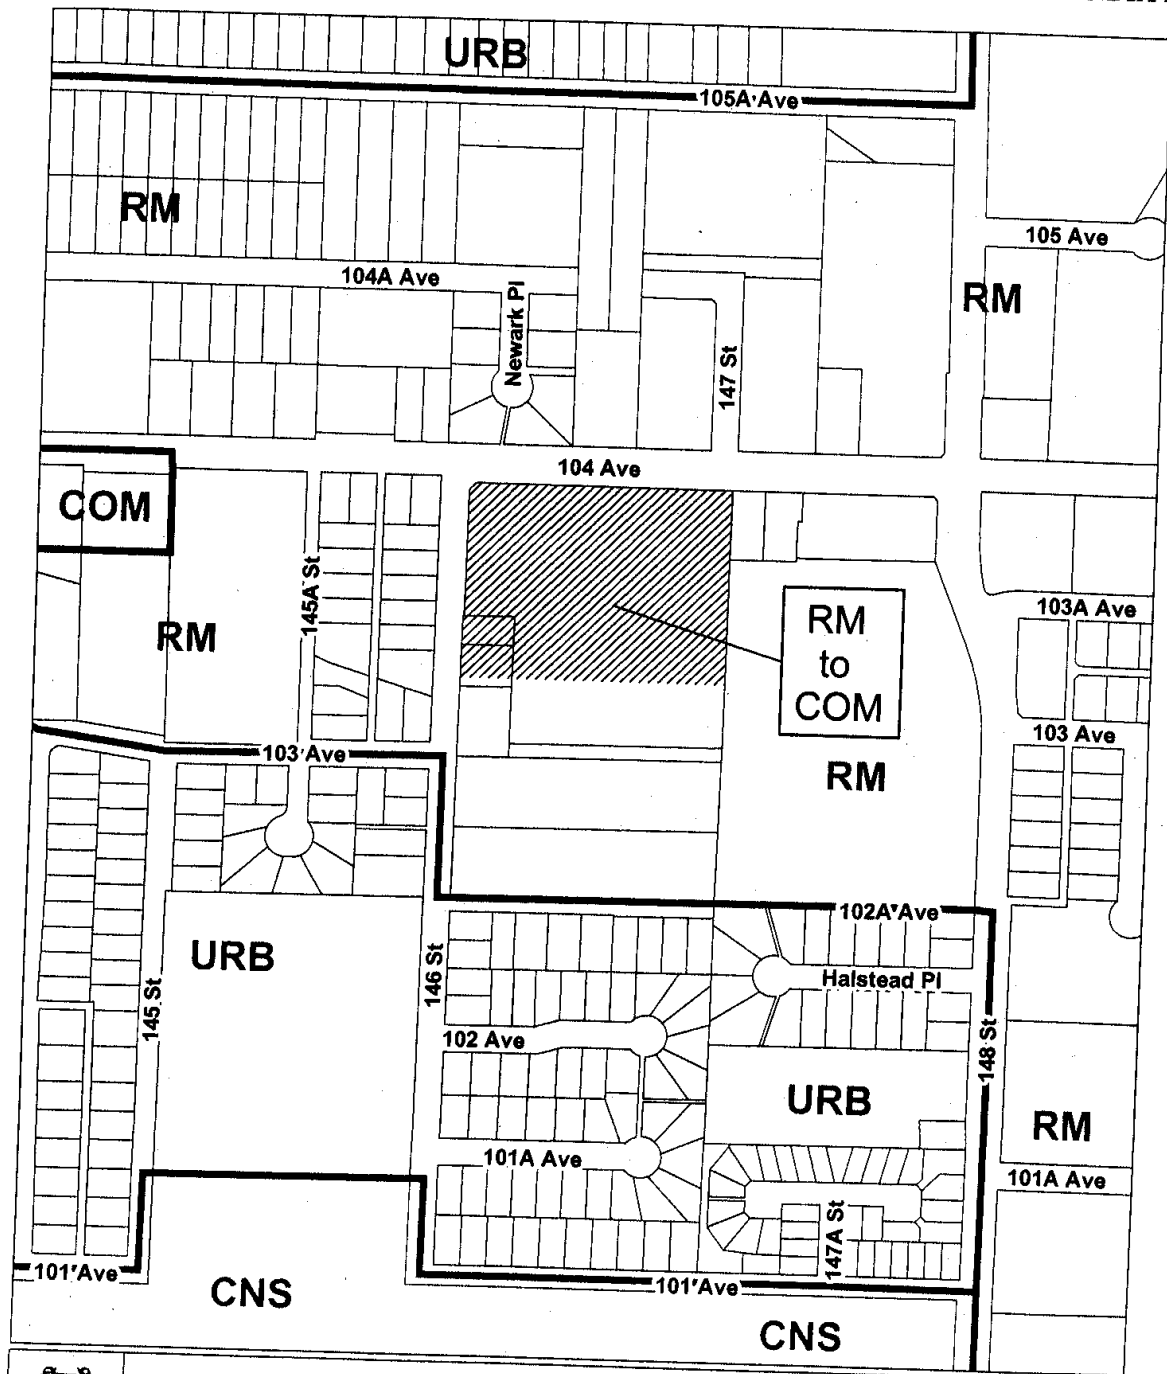 URB
105A Ave
RM
105 Ave
104A Ave
Newark Pl
RM
147 St
104 Ave
COM
145A St
RM
to
COM
103A Ave
RM
103 Ave
103 Ave
RM
102A Ave
URB
146 St
Halstead Pl
145 St
102 Ave
148 St
URB
RM
101A Ave
101A Ave
147A St
101 Ave
CNS
101 Ave
CNS